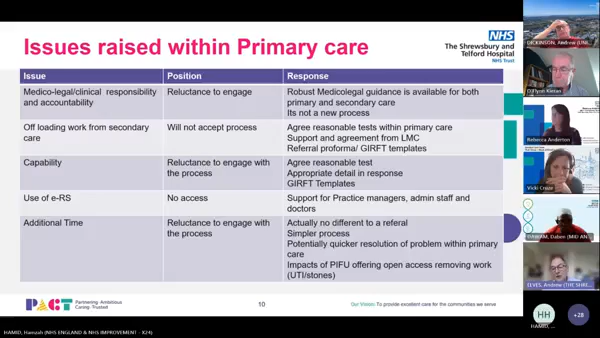 Issues raised within Primary care
NHS
The Shrewsbury and
Telford Hospital
NHS Trust
Issue
Position
Response
Medico-legal/clinical responsibility
and accountability
Reluctance to engage
Robust Medicolegal guidance is available for both
primary and secondary care
Its not a new process
Off loading work from secondary
care
Will not accept process
Agree reasonable tests within primary care
Support and agreement from LMC
Referral proforma/ GIRFT templates
Capability
Reluctance to engage with
the process
Agree reasonable test
Appropriate detail in response
GIRFT Templates
Use of e-RS
No access
Support for Practice managers, admin staff and
doctors
Additional Time
Reluctance to engage with
the process
Actually no different to a referal
Simpler process
Potentially quicker resolution of problem within primary
care
Impacts of PIFU offering open access removing work
(UTI/stones)
PACT
Partnering Ambitious
Caring Trusted
10
Our Vision: To provide excellent care for the communities we serve
HAMID, Hamzah (NHS ENGLAND & NHS IMPROVEMENT - X24)
DICKINSON, Andrew (UNI...
O'Flynn Kieran
Rebecca Anderton
Vicki Croze
(MID AN...
ELVES, Andrew (THE SHRE...
HH
HAMID, ...
+28